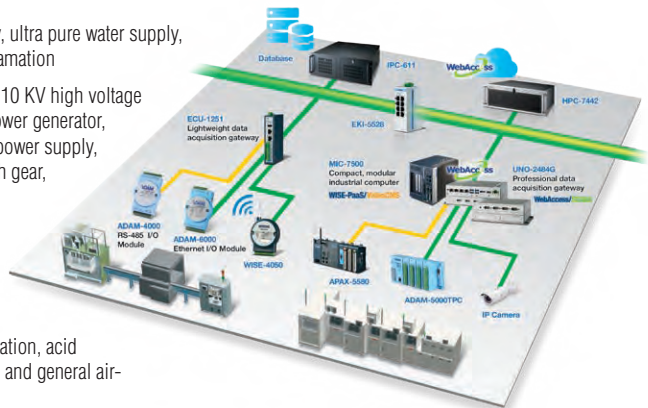 , ultra pure water supply,
amation
10 KV high voltage
ower generator,
power supply,
n gear,
ation, acid
and general air-
Database
IPC-611
WebAccess
HPC-7442
EKI-5528
ECU-1251
Lightweight data
acquisition gateway
MIC-7500
Compact, modular
industrial computer
WISE-PaaS/
WebAccess
UNO-2484G
Professional data
acquisition gateway
WebAccess/
ADAM-4000
RS-485 I/O
Module
ADAM-6000
Ethernet I/O Module
WISE-4050
APAX-5580
ADAM-5000TPC
IP Camera